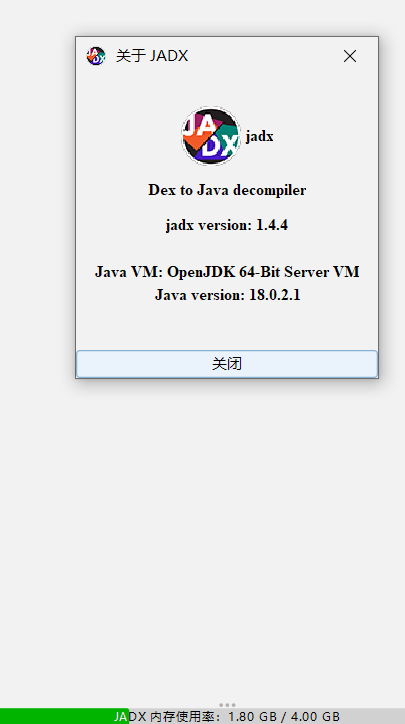 关于 JADX
JADX
jadx
Dex to Java decompiler
jadx version: 1.4.4
Java VM: OpenJDK 64-Bit Server VM
Java version: 18.0.2.1
关闭
JADX 内存使用率：1.80 GB / 4.00 GB